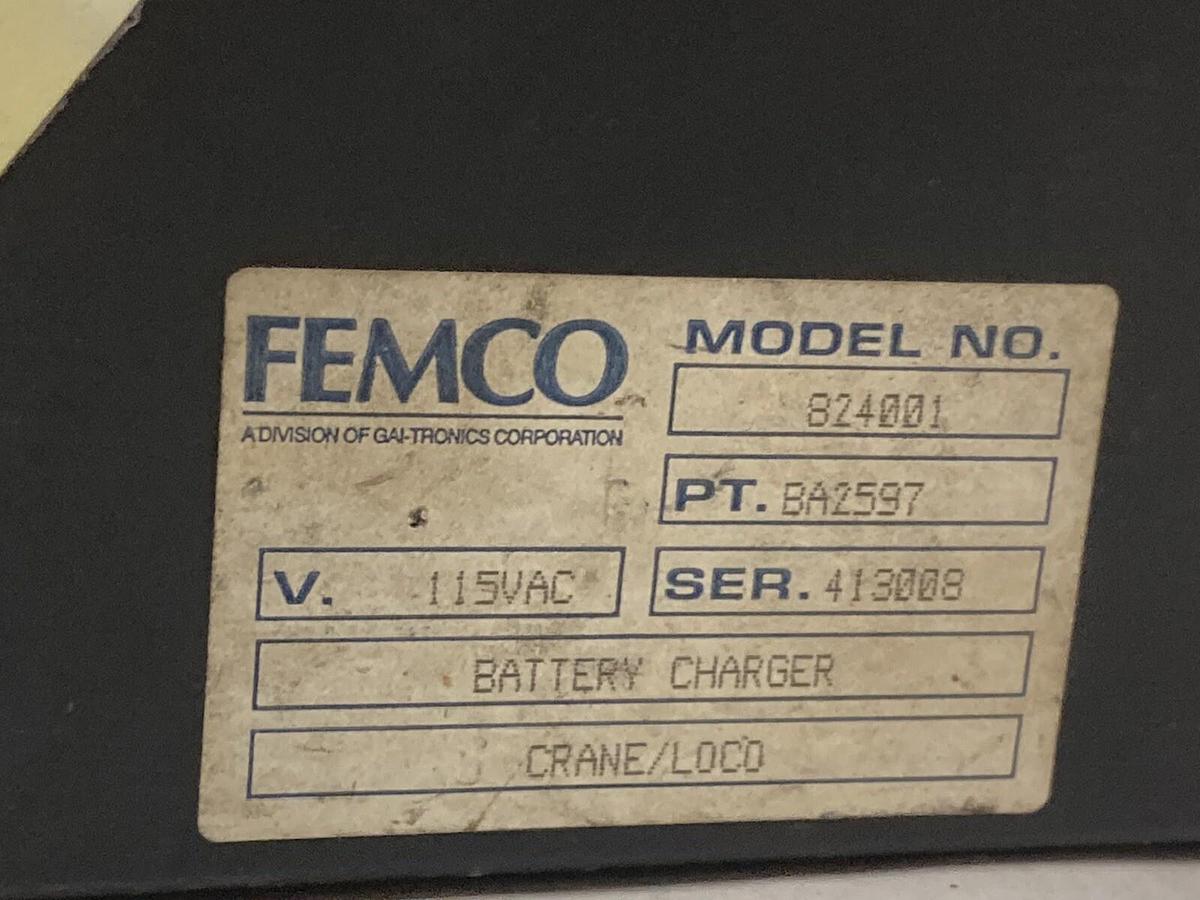 FEMCO
A DIVISION OF GAI-TRONICS CORPORATION
MODEL NO.
824001
PT. BA2597
V. 115VAC
SER. 413008
BATTERY CHARGER
CRANE/LOCO